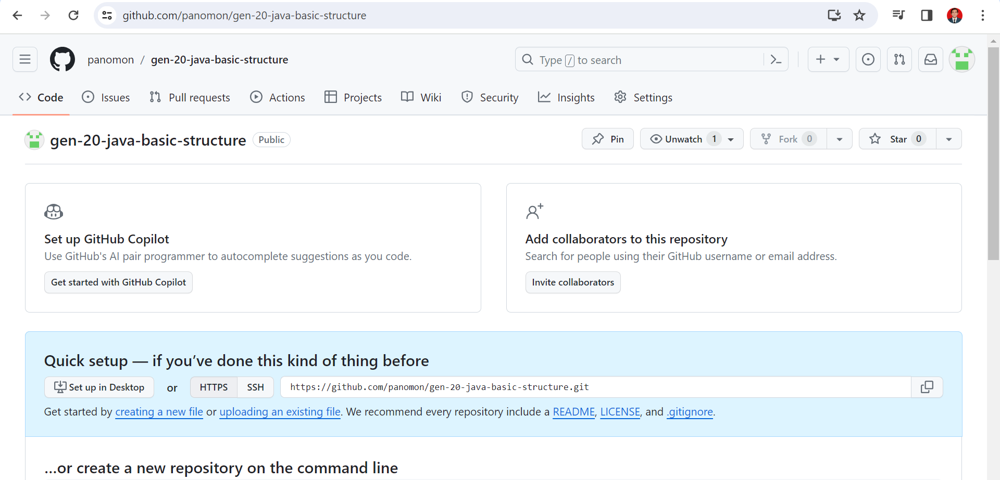 github.com/panomon/gen-20-java-basic-structure
panomon / gen-20-java-basic-structure
Type / to search
Code Issues Pull requests Actions Projects Wiki Security Insights Settings
gen-20-java-basic-structure Public
Pin Unwatch 1 Fork 0 Star 0
Set up GitHub Copilot
Use GitHub's AI pair programmer to autocomplete suggestions as you code.
Get started with GitHub Copilot
Add collaborators to this repository
Search for people using their GitHub username or email address.
Invite collaborators
Quick setup — if you’ve done this kind of thing before
Set up in Desktop or HTTPS SSH https://github.com/panomon/gen-20-java-basic-structure.git
Get started by creating a new file or uploading an existing file. We recommend every repository include a README, LICENSE, and .gitignore.
…or create a new repository on the command line